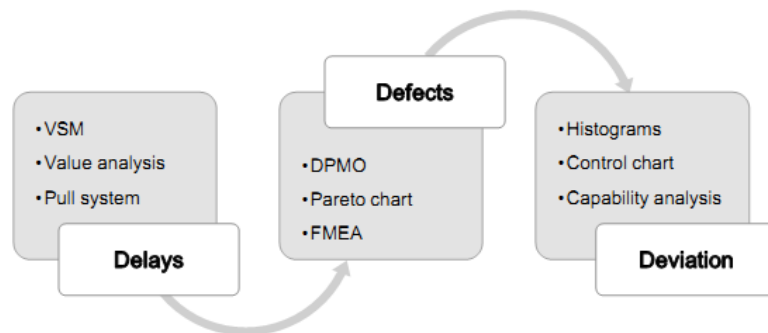 •VSM
•Value analysis
•Pull system
Delays
Defects
•DPMO
•Pareto chart
•FMEA
•Histograms
•Control chart
•Capability analysis
Deviation